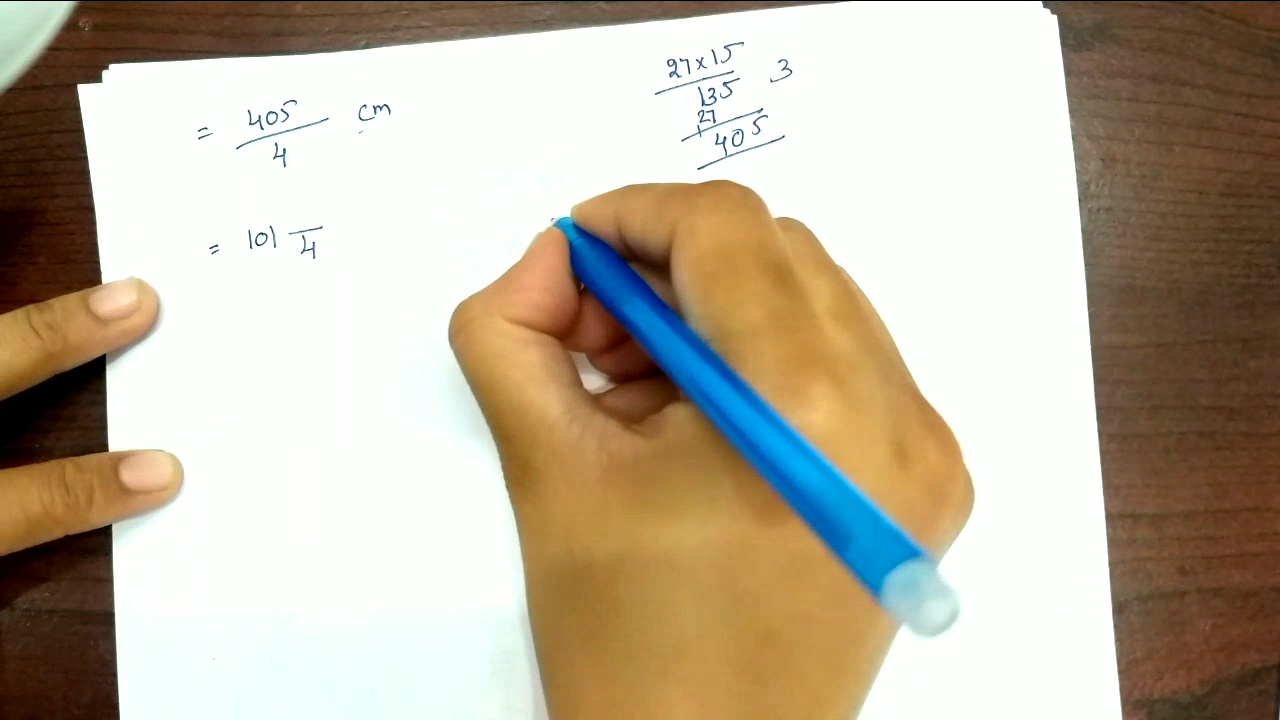 = 405/4 cm
= 101 /4
27x15 3
135
27
405